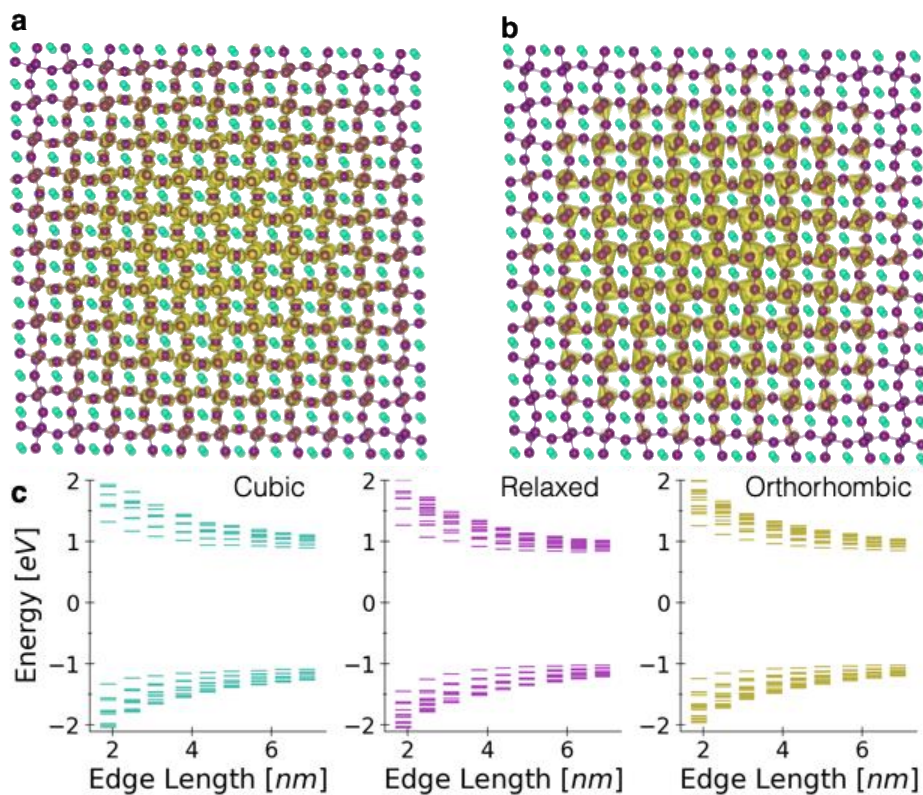 a
b
c
Cubic
Relaxed
Orthorhombic
Energy [eV]
2
1
0
−1
−2
2
1
0
−1
−2
2
1
0
−1
−2
2 4 6
2 4 6
2 4 6
Edge Length [nm]
Edge Length [nm]
Edge Length [nm]